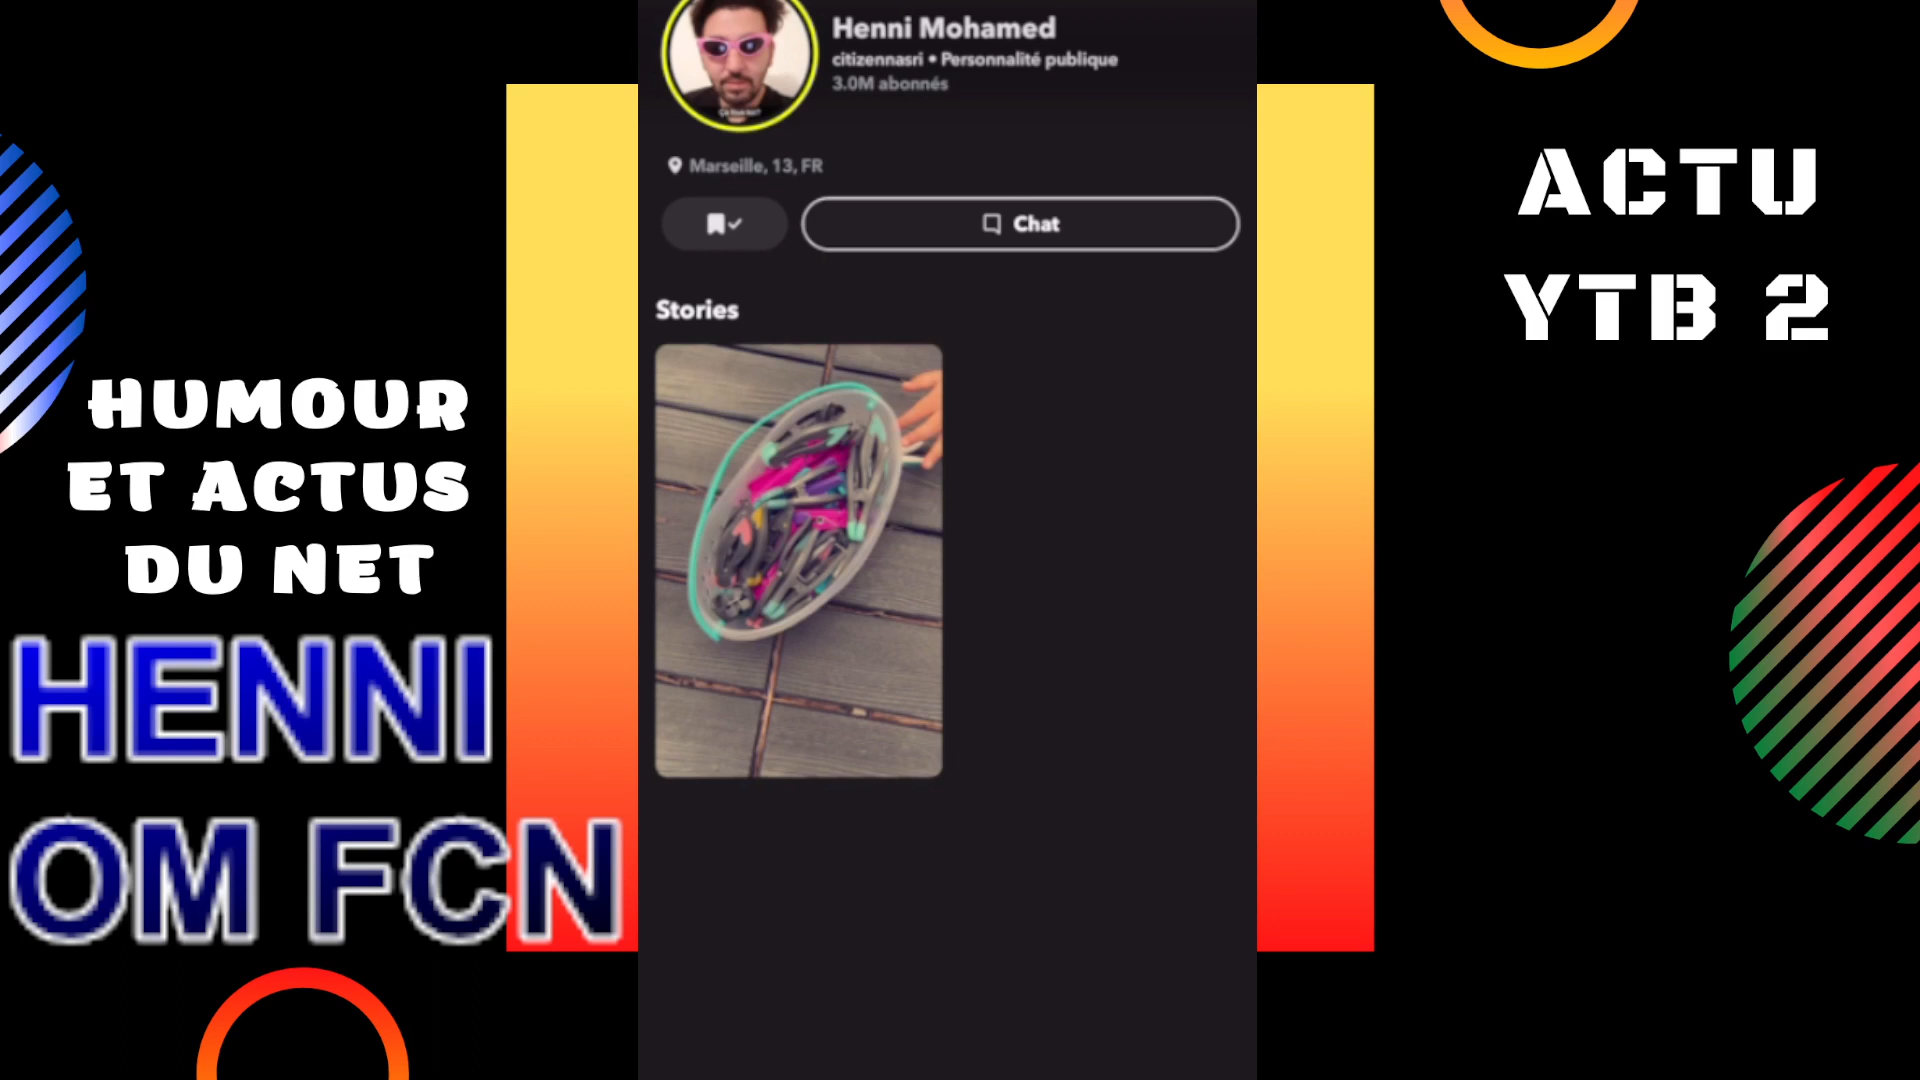 Henni Mohamed
citizennasri • Personnalité publique
3.0M abonnés
Marseille, 13, FR
Chat
Stories
HUMOUR
ET ACTUS
DU NET
HENNI
OM FCN
ACTU
YTB 2